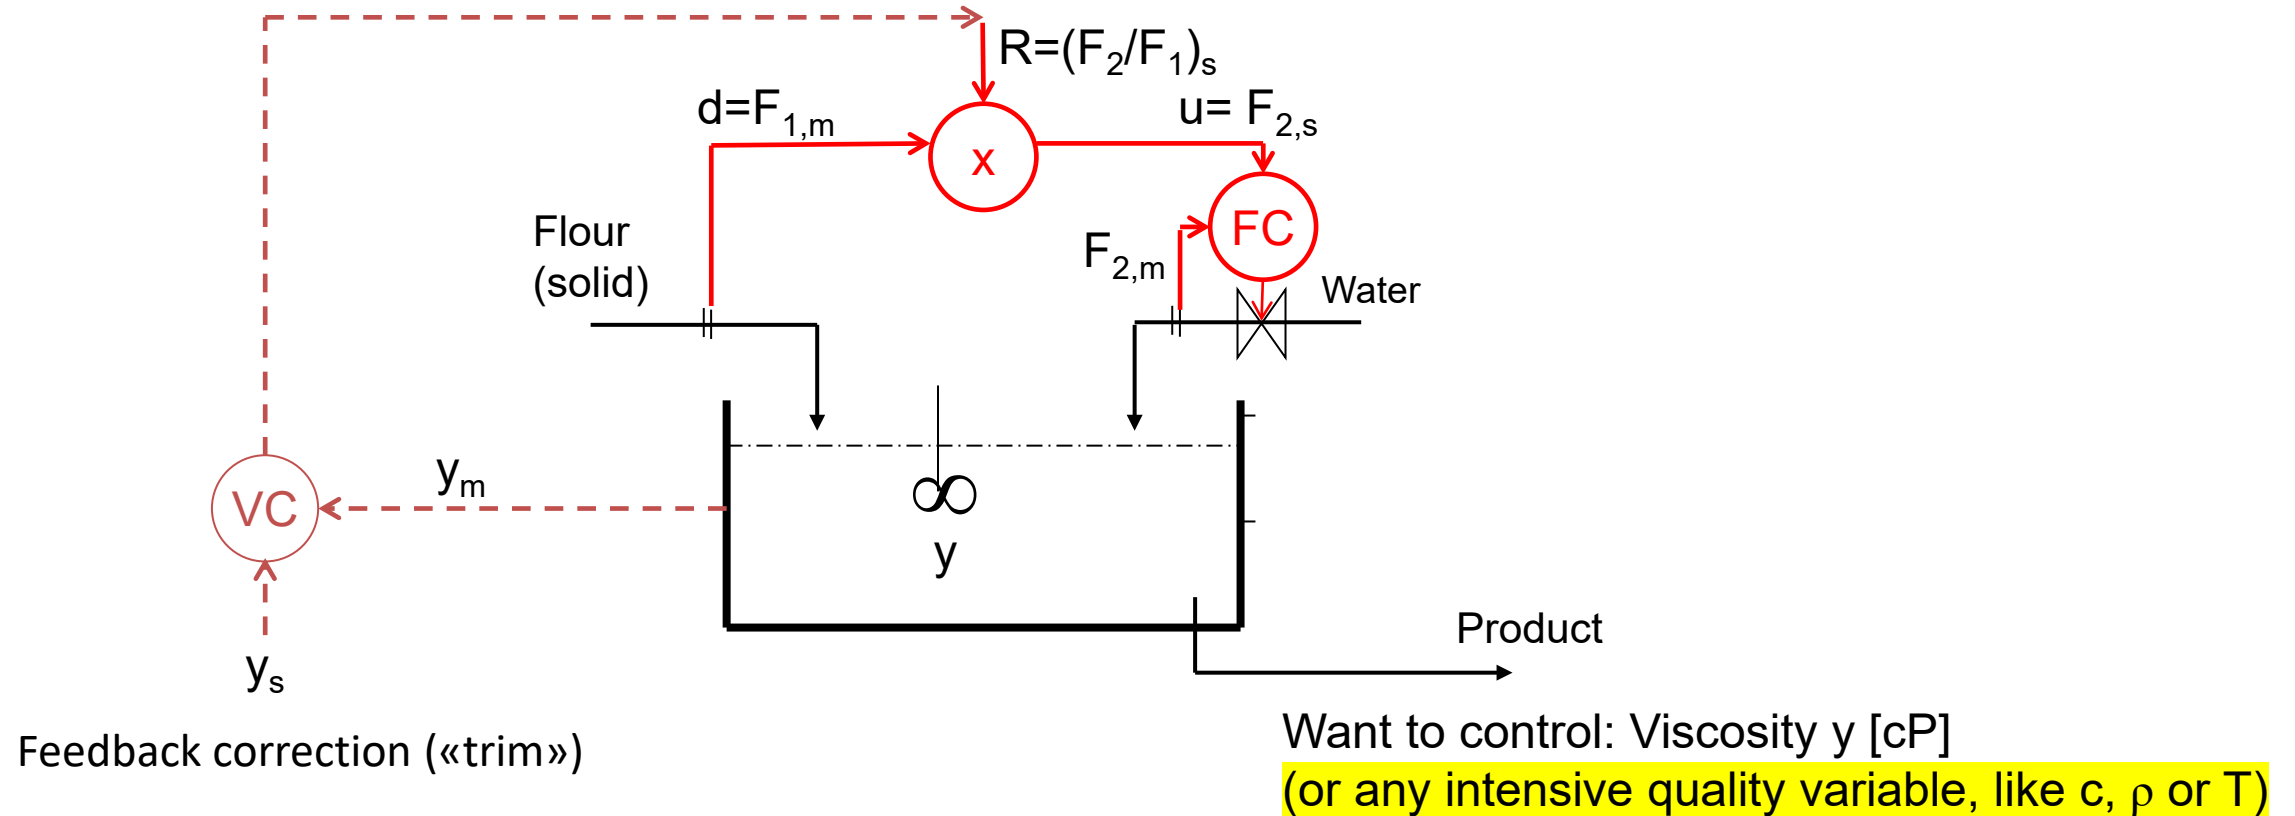 R=(F₂/F₁)ₛ
d=F₁,ₘ
u= F₂,ₛ
x
Flour
(solid)
FC
F₂,ₘ
Water
yₘ
VC
y
yₛ
Product
Feedback correction («trim»)
Want to control: Viscosity y [cP]
(or any intensive quality variable, like c, ρ or T)